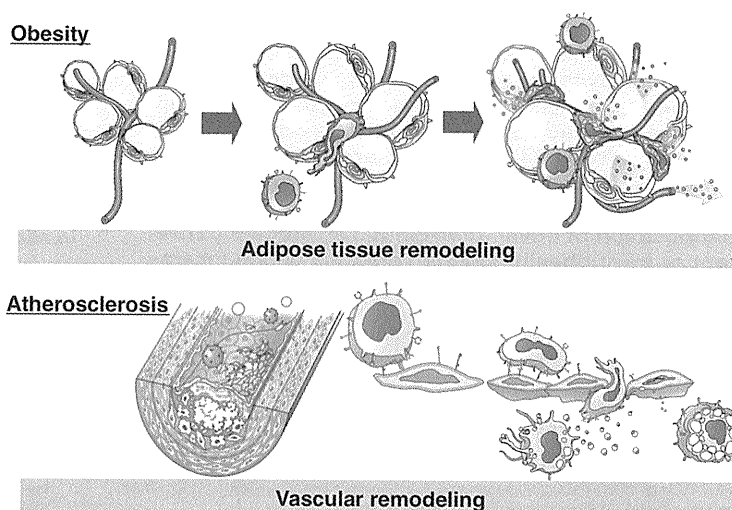 Obesity
Adipose tissue remodeling
Atherosclerosis
Vascular remodeling